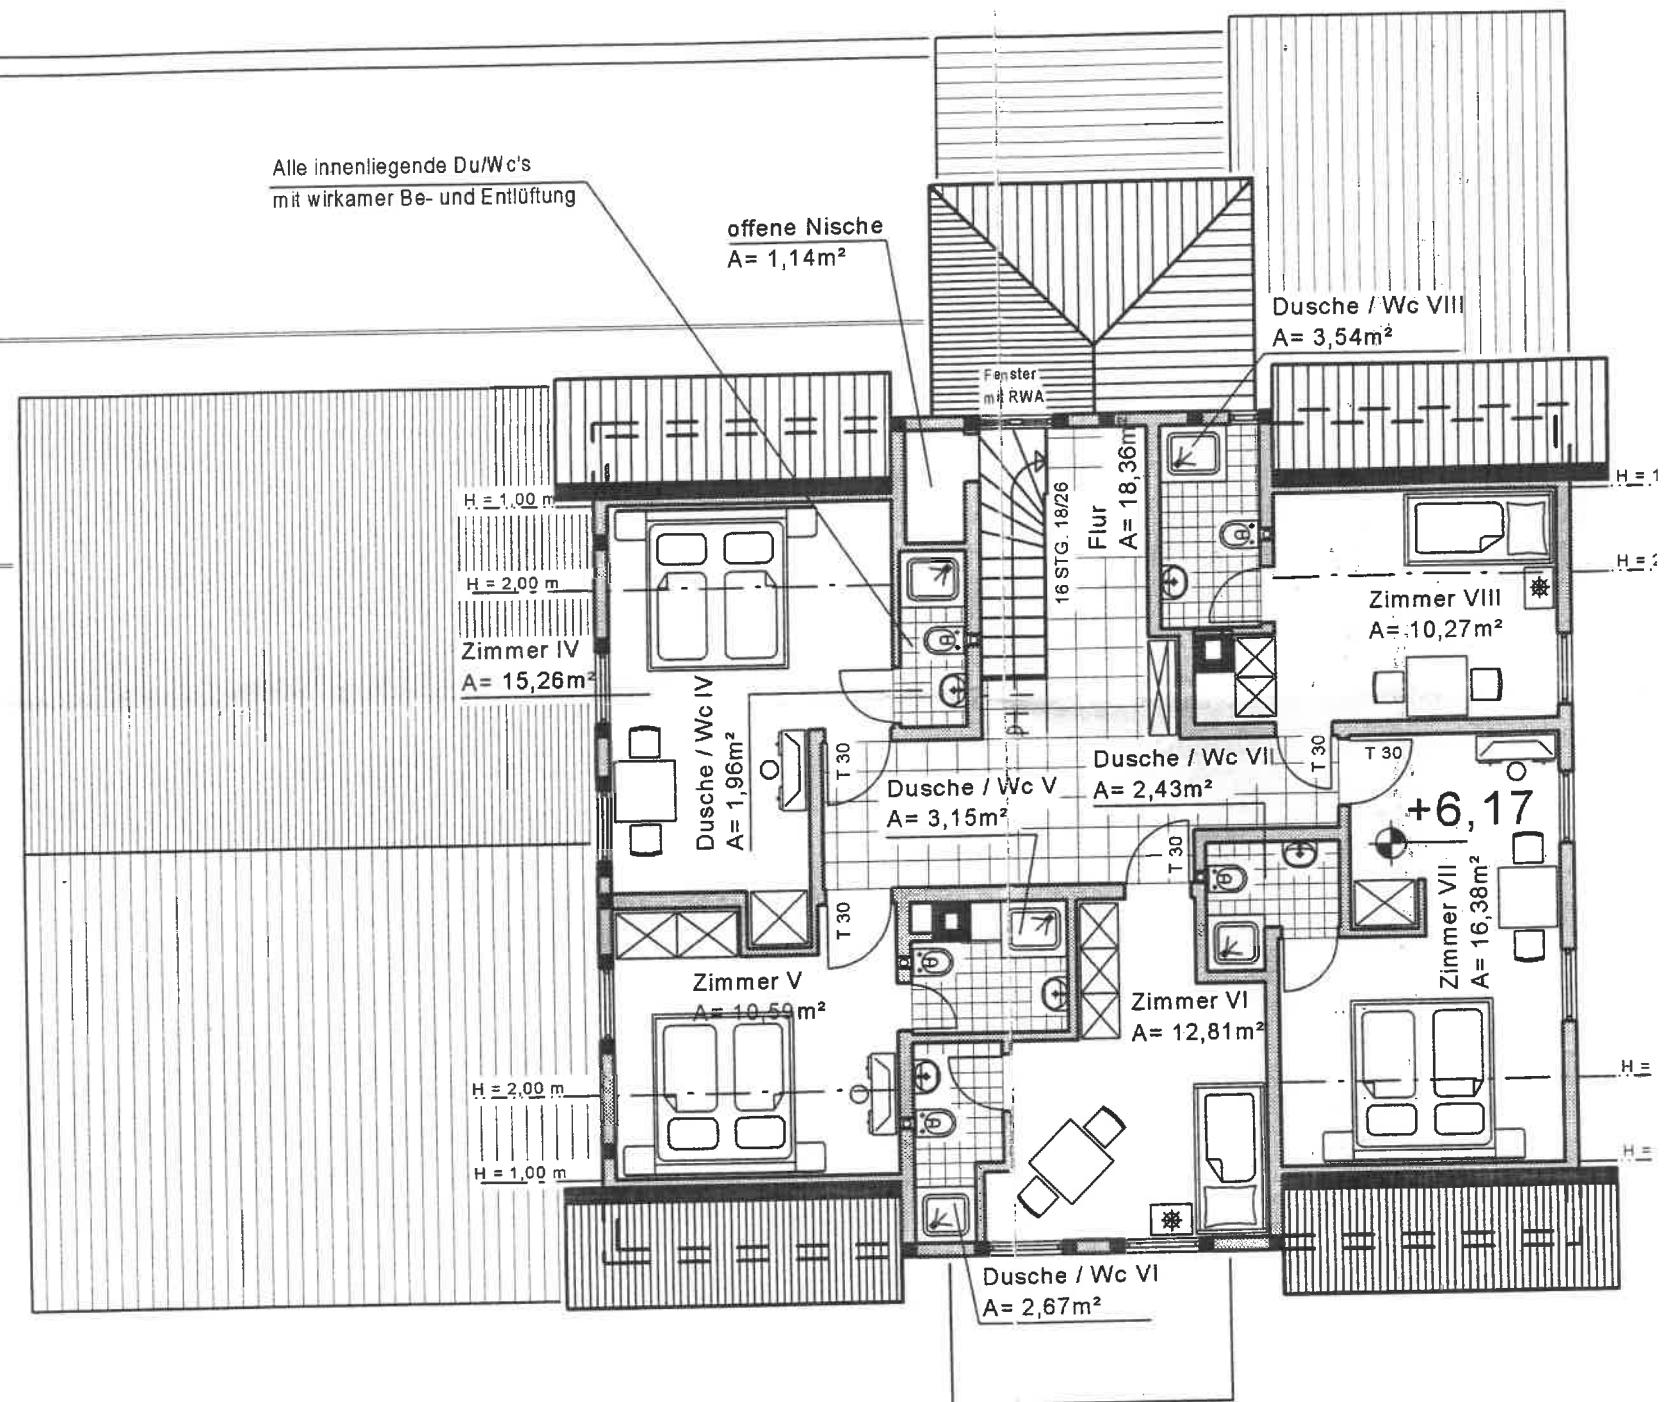 Alle innenliegende Du/Wc's
mit wirkamer Be- und Entlüftung
offene Nische
A= 1,14m²
Dusche / Wc VIII
A= 3,54m²
Fenster
mit RWA
H = 1,00 m
H = 2,00 m
Zimmer IV
A= 15,26m²
Dusche / Wc IV
A= 1,96m²
16 STG. 18/26
Flur
A= 18,36m²
H = 1
H = 2
Zimmer VIII
A= 10,27m²
T 30
T 30
T 30
Dusche / Wc V
A= 3,15m²
Dusche / Wc VII
A= 2,43m²
+6,17
T 30
T 30
Zimmer VII
A= 16,38m²
Zimmer V
A= 10,59m²
Zimmer VI
A= 12,81m²
H = 2,00 m
H = 1,00 m
H =
H =
Dusche / Wc VI
A= 2,67m²